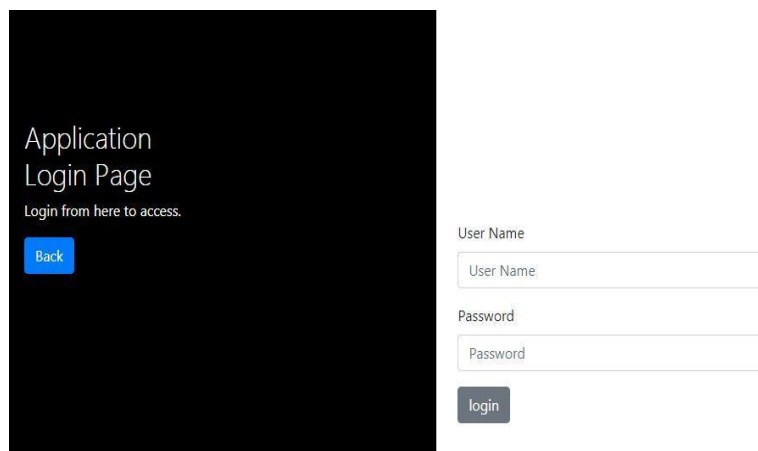 Application
Login Page
Login from here to access.
Back
User Name
User Name
Password
Password
login